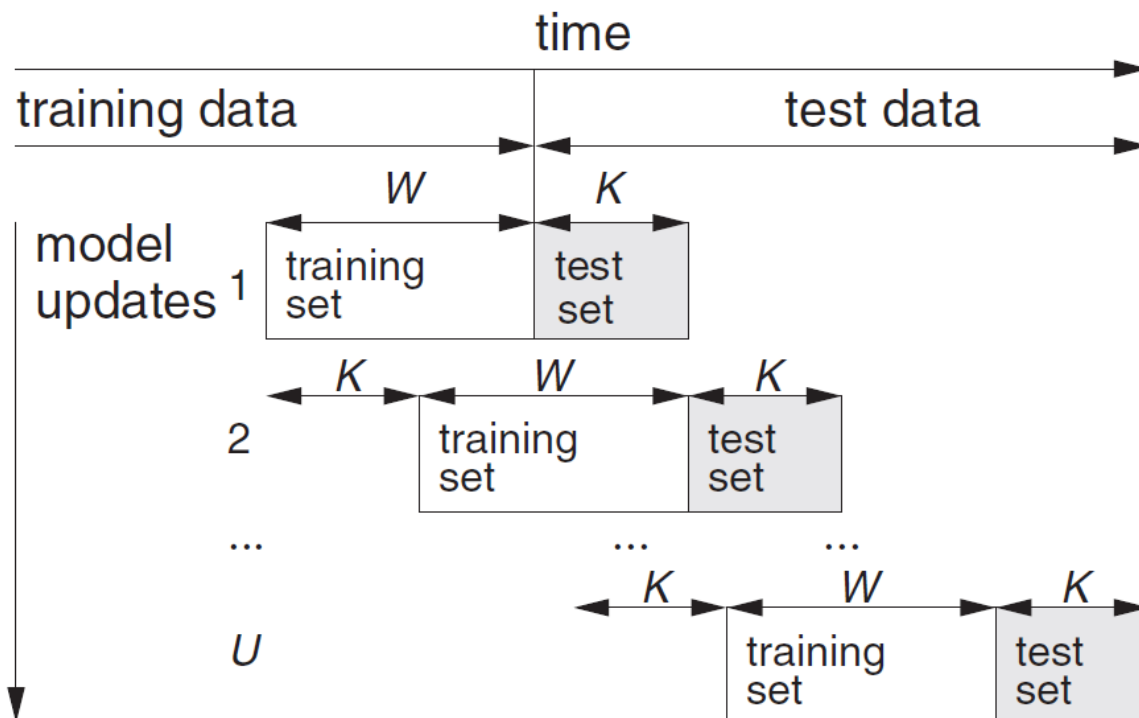 time
training data test data
W K
model
updates 1
training
set
test
set
K W K
2
training
set
test
set
... ... ...
K W K
U
training
set
test
set